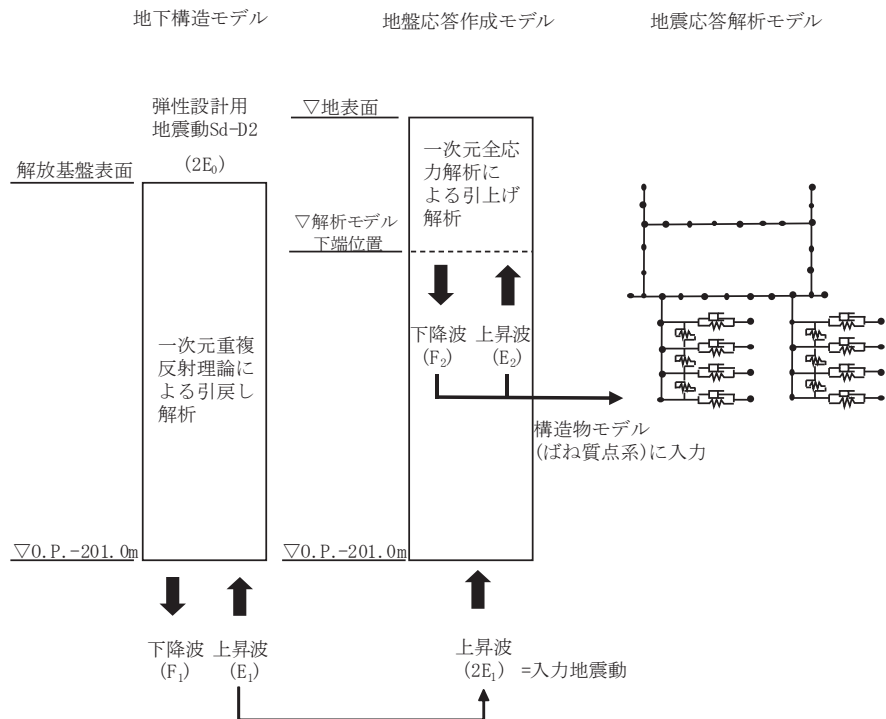 地下構造モデル
地盤応答作成モデル
地震応答解析モデル
弾性設計用
地震動Sd-D2
(2E₀)
解放基盤表面
一次元重複
反射理論に
よる引戻し
解析
▽O.P.-201.0m
下降波
(F₁)
上昇波
(E₁)
▽地表面
一次元全応
力解析に
よる引上げ
解析
▽解析モデル
下端位置
下降波
(F₂)
上昇波
(E₂)
構造物モデル
(ばね質点系)に入力
▽O.P.-201.0m
上昇波
(2E₁) =入力地震動